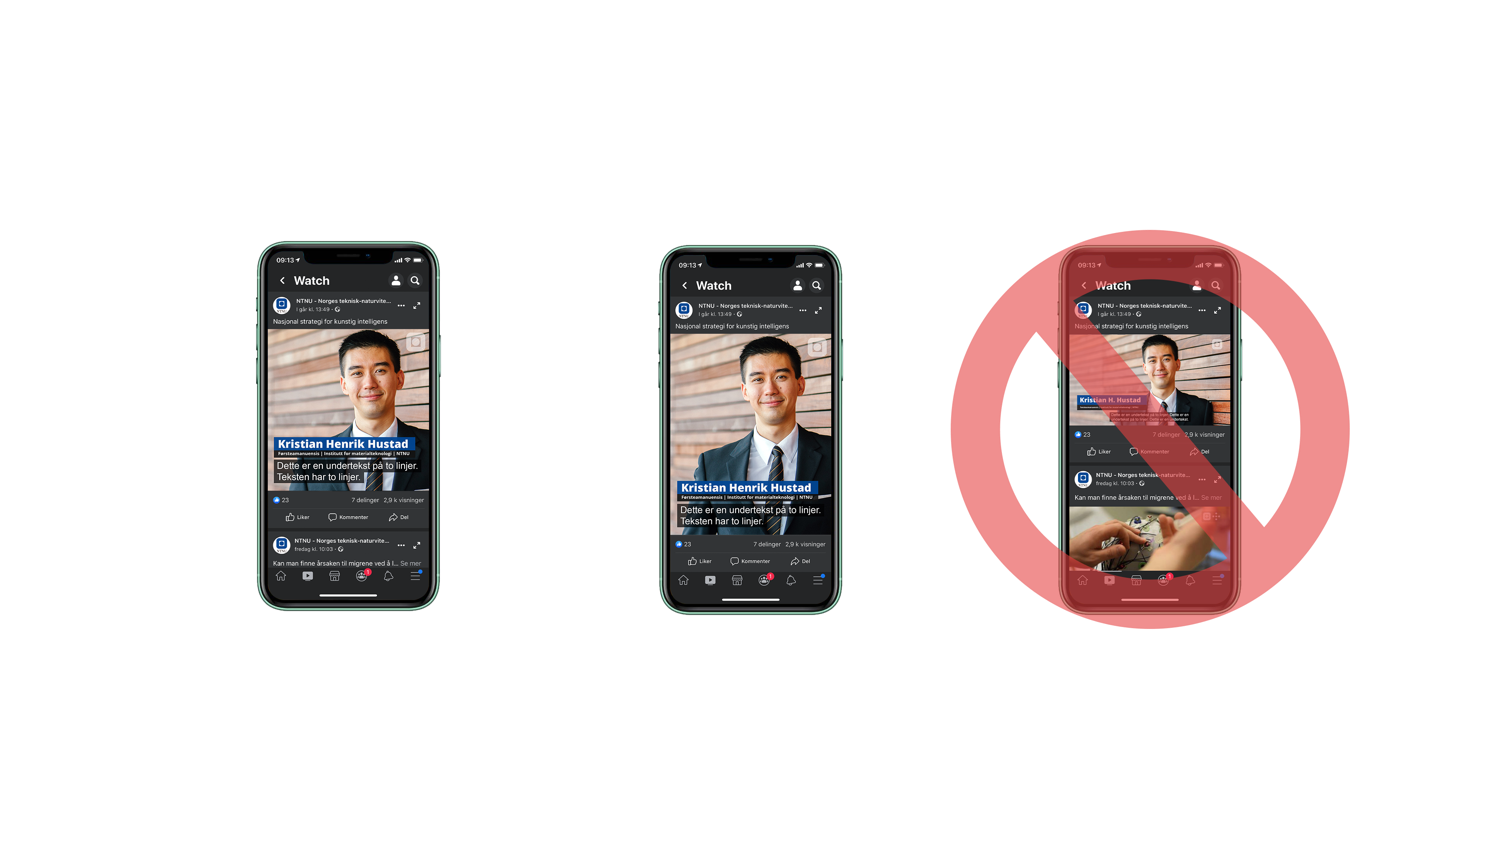 09:13
Watch
NTNU - Norges teknisk-naturvite...
I går kl. 13:49
Nasjonal strategi for kunstig intelligens
Kristian Henrik Hustad
Førsteamanuensis | Institutt for materialteknologi | NTNU
Dette er en undertekst på to linjer.
Teksten har to linjer.
23 7 delinger 2,9 k visninger
Liker Kommenter Del
NTNU - Norges teknisk-naturvite...
fredag kl. 10:03
Kan man finne årsaken til migrene ved å l... Se mer
1
09:13
Watch
NTNU - Norges teknisk-naturvite...
I går kl. 13:49
Nasjonal strategi for kunstig intelligens
Kristian Henrik Hustad
Førsteamanuensis | Institutt for materialteknologi | NTNU
Dette er en undertekst på to linjer.
Teksten har to linjer.
23 7 delinger 2,9 k visninger
Liker Kommenter Del
1
09:13
Watch
NTNU - Norges teknisk-naturvite...
I går kl. 13:49
Nasjonal strategi for kunstig intelligens
Kristian H. Hustad
23 7 delinger 2,9 k visninger
Liker Kommenter Del
NTNU - Norges teknisk-naturvite...
fredag kl. 10:03
Kan man finne årsaken til migrene ved å l... Se mer
1